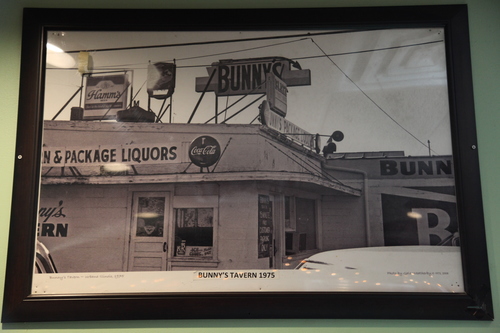 Hamm's
BUNNY'S
N & PACKAGE LIQUORS
Coca-Cola
BUNN
ny's
ERN
B
BUNNY'S TAVERN 1975